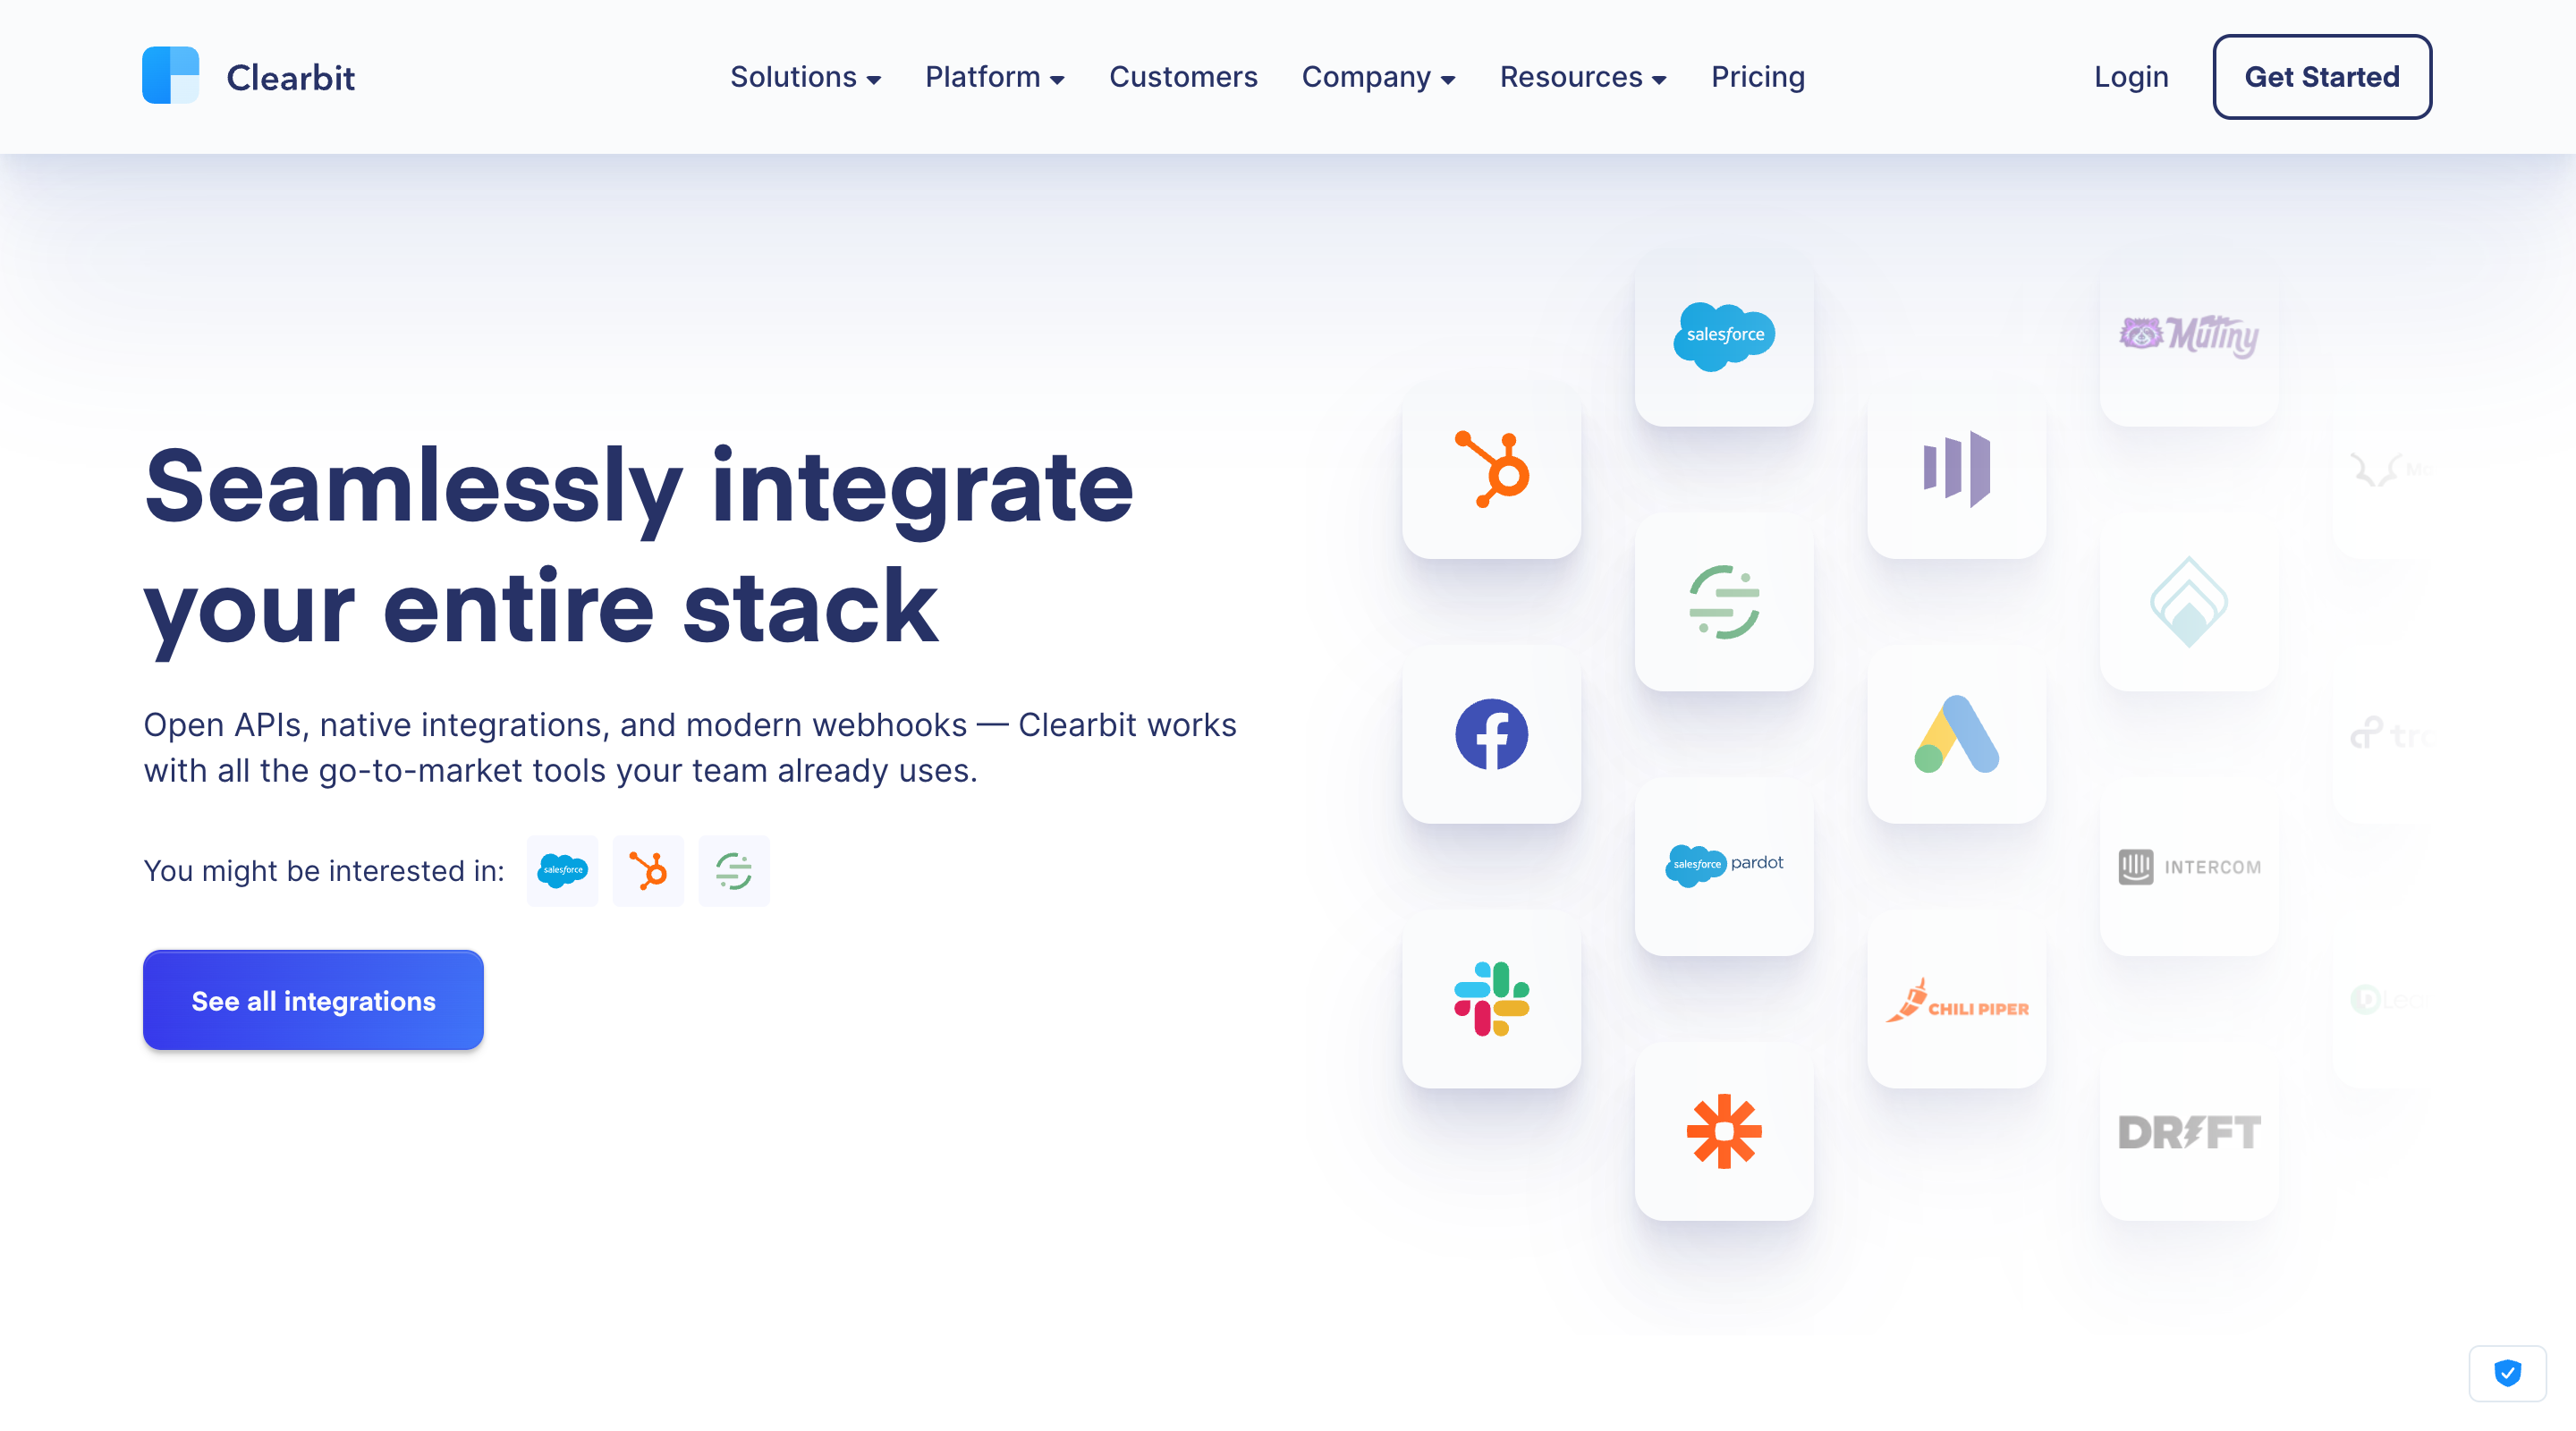 Clearbit
Solutions
Platform
Customers
Company
Resources
Pricing
Login
Get Started
Seamlessly integrate
your entire stack
Open APIs, native integrations, and modern webhooks — Clearbit works
with all the go-to-market tools your team already uses.
You might be interested in:
salesforce
See all integrations
salesforce
Mutiny
salesforce pardot
INTERCOM
CHILI PIPER
DRIFT